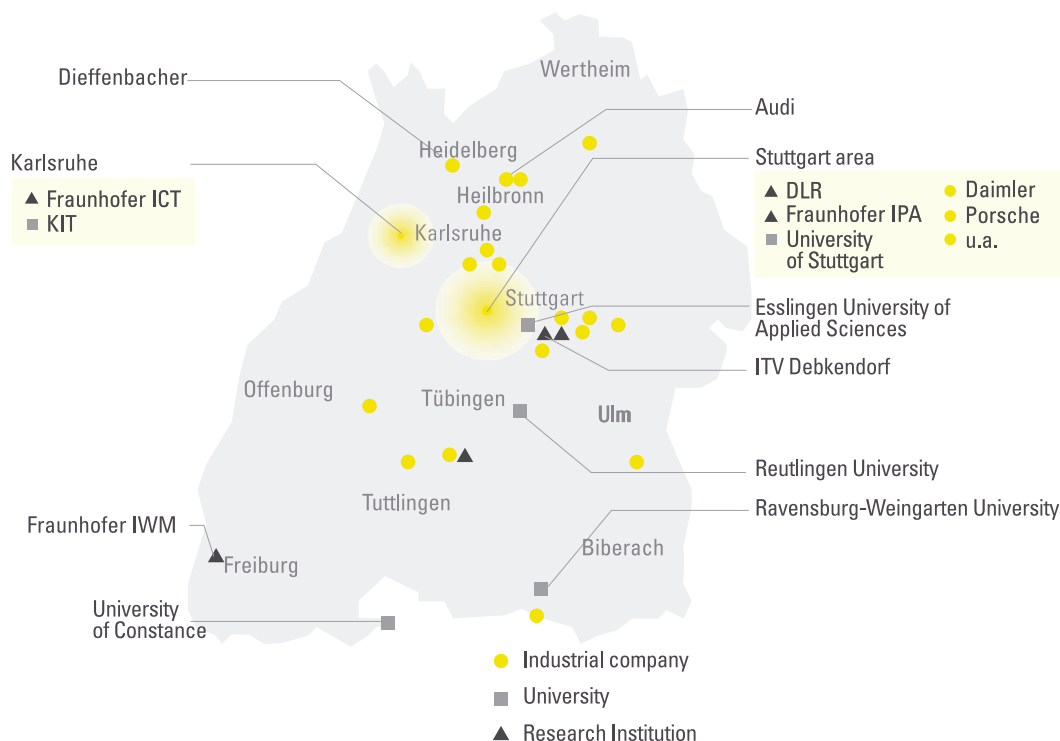 Dieffenbacher
Wertheim
Audi
Karlsruhe
Heidelberg
Stuttgart area
Fraunhofer ICT
KIT
Heilbronn
DLR
Daimler
Fraunhofer IPA
Porsche
University
of Stuttgart
u.a.
Karlsruhe
Stuttgart
Esslingen University of
Applied Sciences
ITV Debkendorf
Offenburg
Tübingen
Ulm
Reutlingen University
Tuttlingen
Ravensburg-Weingarten University
Fraunhofer IWM
Freiburg
Biberach
University
of Constance
Industrial company
University
Research Institution